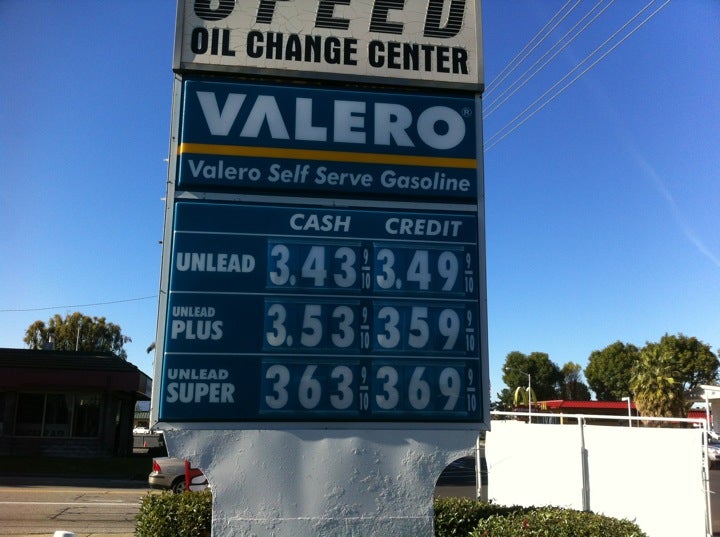 SPEED
OIL CHANGE CENTER
VALERO®
Valero Self Serve Gasoline
CASH CREDIT
UNLEAD 3.43 9/10 3.49 9/10
UNLEAD
PLUS 3.53 9/10 359 9/10
UNLEAD
SUPER 363 9/10 369 9/10